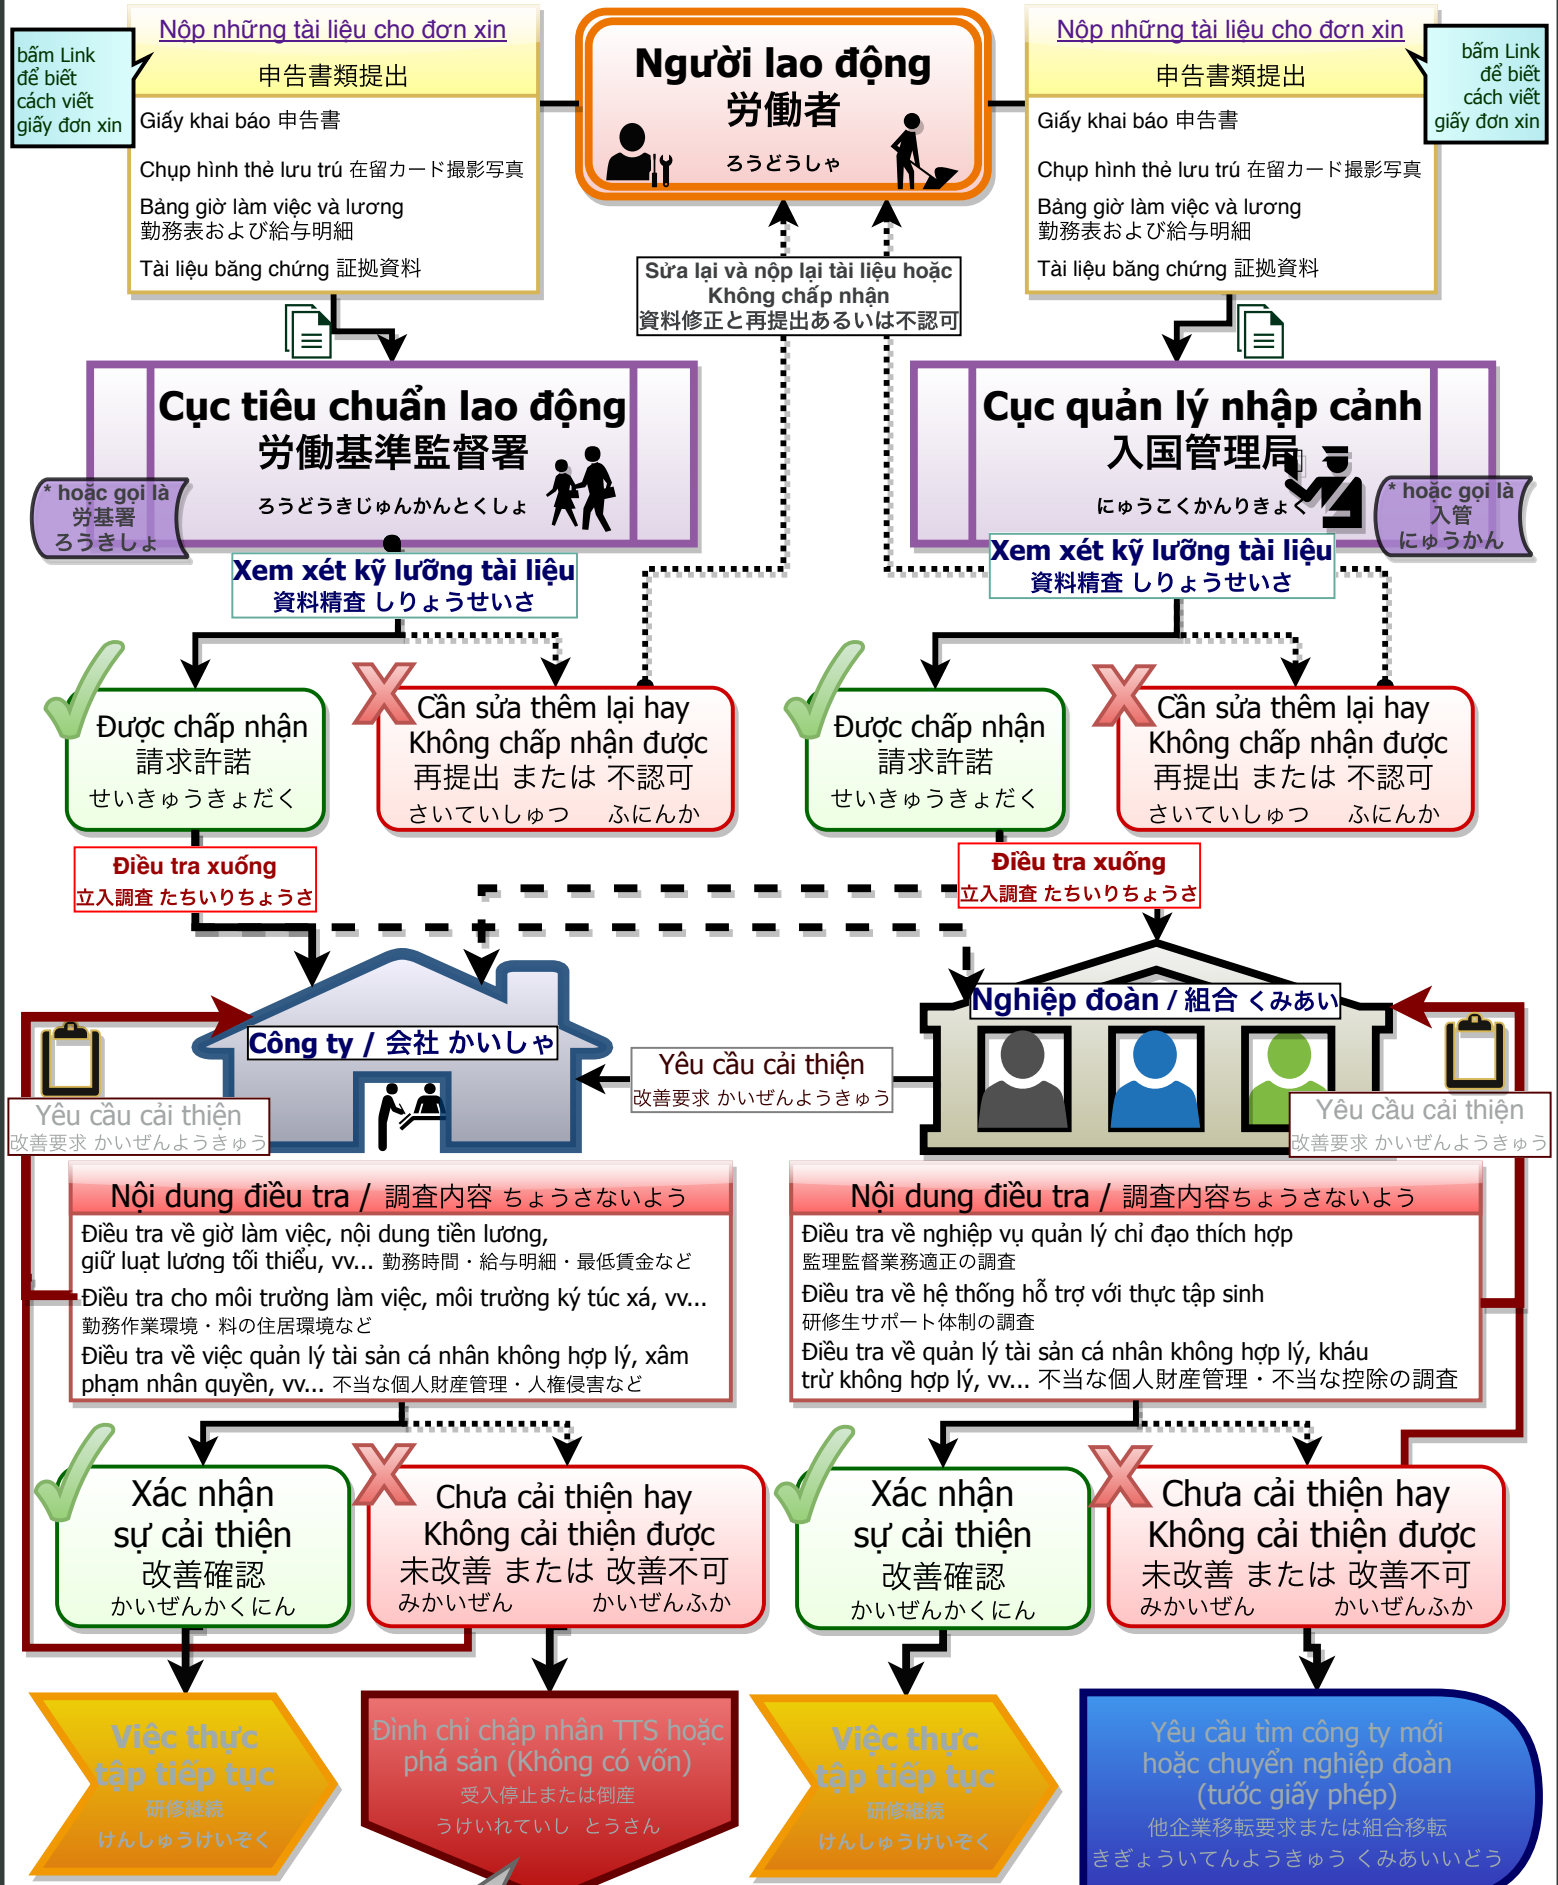 Nộp những tài liệu cho đơn xin
申告書類提出
bấm Link
để biết
cách viết
giấy đơn xin
Giấy khai báo 申告書
Chụp hình thẻ lưu trú 在留カード撮影写真
Bảng giờ làm việc và lương
勤務表および給与明細
Tài liệu băng chứng 証拠資料
Người lao động
労働者
ろうどうしゃ
Nộp những tài liệu cho đơn xin
申告書類提出
bấm Link
để biết
cách viết
giấy đơn xin
Giấy khai báo 申告書
Chụp hình thẻ lưu trú 在留カード撮影写真
Bảng giờ làm việc và lương
勤務表および給与明細
Tài liệu băng chứng 証拠資料
Sửa lại và nộp lại tài liệu hoặc
Không chấp nhận
資料修正と再提出あるいは不認可
Cục tiêu chuẩn lao động
労働基準監督署
ろうどうきじゅんかんとくしょ
* hoặc gọi là
労基署
ろうきしょ
Cục quản lý nhập cảnh
入国管理局
にゅうこくかんりきょく
* hoặc gọi là
入管
にゅうかん
Xem xét kỹ lưỡng tài liệu
資料精査 しりょうせいさ
Xem xét kỹ lưỡng tài liệu
資料精査 しりょうせいさ
Được chấp nhận
請求許諾
せいきゅうきょだく
Cần sửa thêm lại hay
Không chấp nhận được
再提出 または 不認可
さいていしゅつ ふにんか
Được chấp nhận
請求許諾
せいきゅうきょだく
Cần sửa thêm lại hay
Không chấp nhận được
再提出 または 不認可
さいていしゅつ ふにんか
Điều tra xuống
立入調査 たちいりちょうさ
Điều tra xuống
立入調査 たちいりちょうさ
Công ty / 会社 かいしゃ
Nghiệp đoàn / 組合 くみあい
Yêu cầu cải thiện
改善要求 かいぜんようきゅう
Yêu cầu cải thiện
改善要求 かいぜんようきゅう
Yêu cầu cải thiện
改善要求 かいぜんようきゅう
Nội dung điều tra / 調査内容 ちょうさないよう
Điều tra về giờ làm việc, nội dung tiền lương,
giữ luạt lương tối thiểu, vv... 勤務時間・給与明細・最低賃金など
Điều tra cho môi trường làm việc, môi trường ký túc xá, vv...
勤務作業環境・料の住居環境など
Điều tra về việc quản lý tài sản cá nhân không hợp lý, xâm
phạm nhân quyền, vv... 不当な個人財産管理・人権侵害など
Nội dung điều tra / 調査内容ちょうさないよう
Điều tra về nghiệp vụ quản lý chỉ đạo thích hợp
監理監督業務適正の調査
Điều tra về hệ thống hỗ trợ với thực tập sinh
研修生サポート体制の調査
Điều tra về quản lý tài sản cá nhân không hợp lý, kháu
trừ không hợp lý, vv... 不当な個人財産管理・不当な控除の調査
Xác nhận
sự cải thiện
改善確認
かいぜんかくにん
Chưa cải thiện hay
Không cải thiện được
未改善 または 改善不可
みかいぜん かいぜんふか
Xác nhận
sự cải thiện
改善確認
かいぜんかくにん
Chưa cải thiện hay
Không cải thiện được
未改善 または 改善不可
みかいぜん かいぜんふか
Việc thực
tập tiếp tục
研修継続
けんしゅうけいぞく
Đình chỉ chập nhân TTS hoặc
phá sản (Không có vốn)
受入停止または倒産
うけいれていし とうさん
Việc thực
tập tiếp tục
研修継続
けんしゅうけいぞく
Yêu cầu tìm công ty mới
hoặc chuyển nghiệp đoàn
(tước giấy phép)
他企業移転要求または組合移転
きぎょういてんようきゅう くみあいいどう